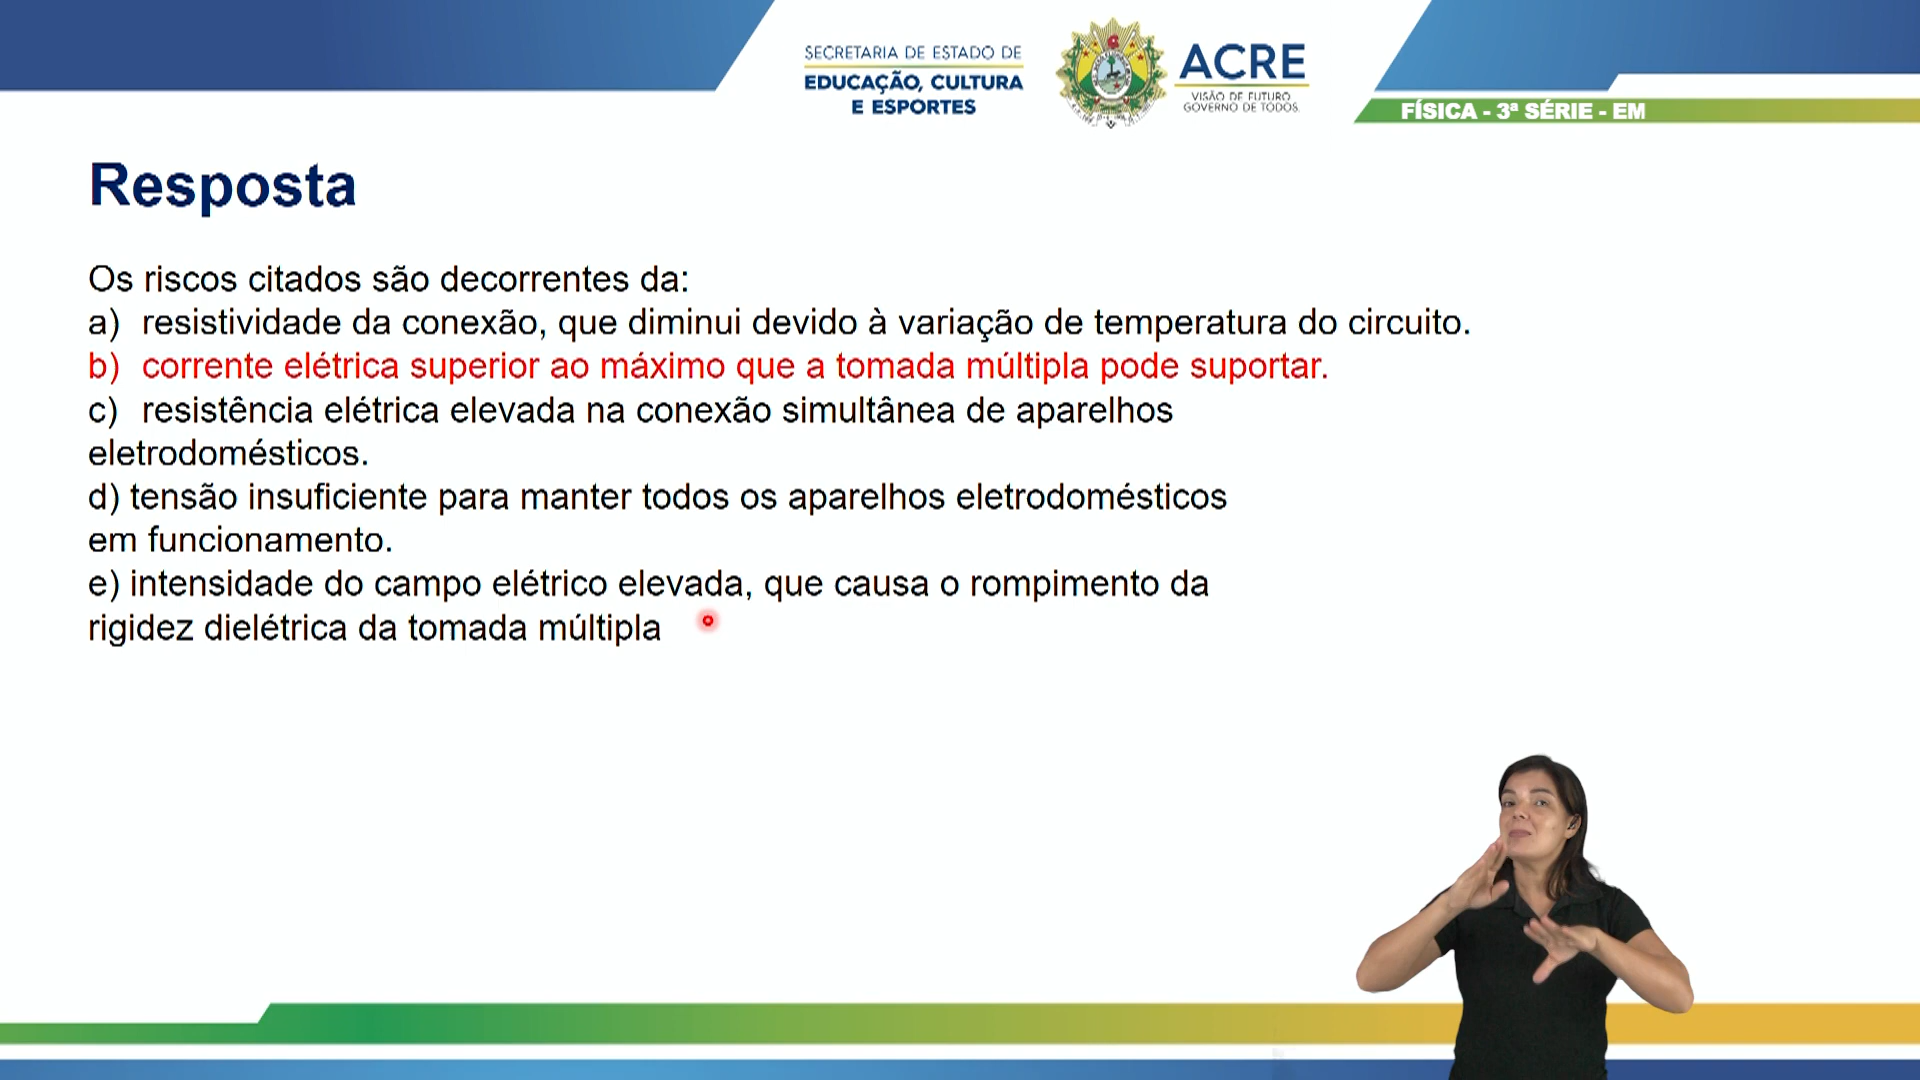 SECRETARIA DE ESTADO DE
EDUCAÇÃO, CULTURA
E ESPORTES
ACRE
VISÃO DE FUTURO
GOVERNO DE TODOS.
FÍSICA - 3ª SÉRIE - EM
Resposta
Os riscos citados são decorrentes da:
a) resistividade da conexão, que diminui devido à variação de temperatura do circuito.
b) corrente elétrica superior ao máximo que a tomada múltipla pode suportar.
c) resistência elétrica elevada na conexão simultânea de aparelhos
eletrodomésticos.
d) tensão insuficiente para manter todos os aparelhos eletrodomésticos
em funcionamento.
e) intensidade do campo elétrico elevada, que causa o rompimento da
rigidez dielétrica da tomada múltipla